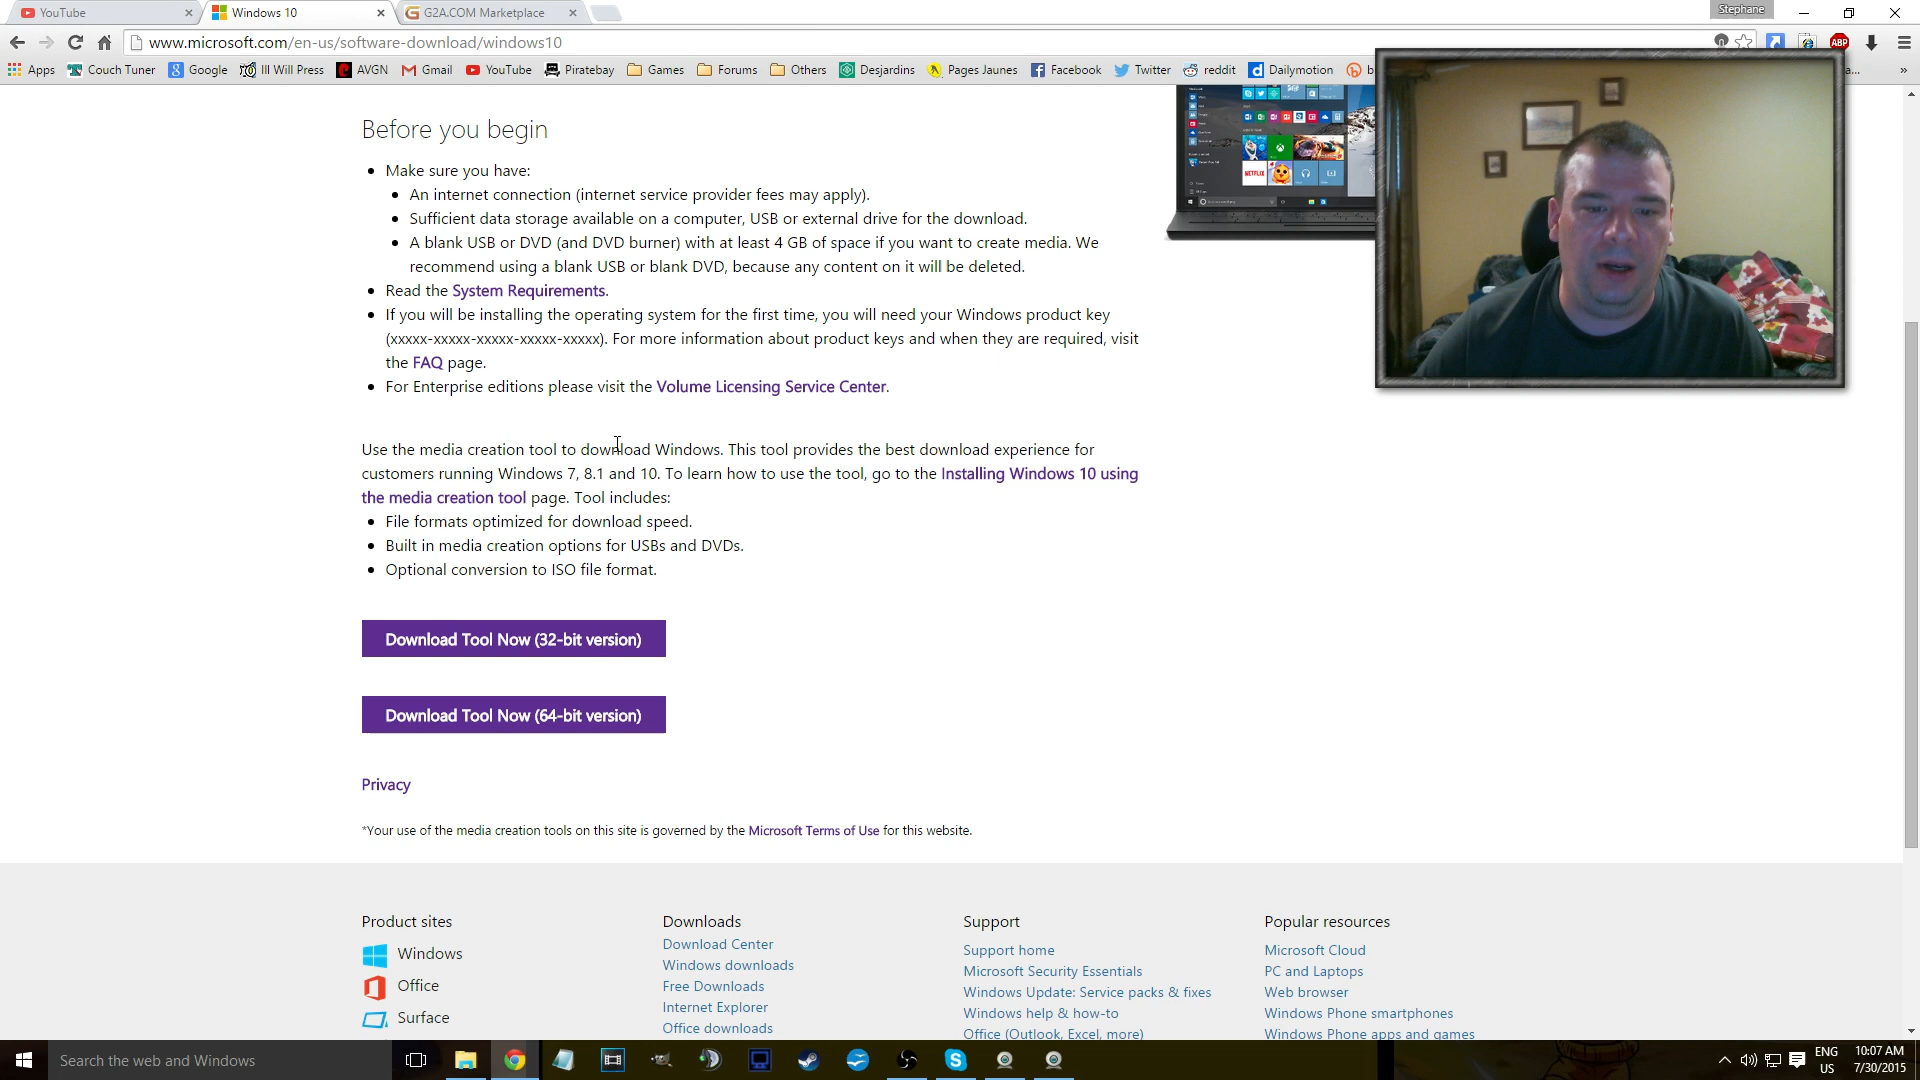 YouTube
Windows 10
G2A.COM Marketplace
Stephane
www.microsoft.com/en-us/software-download/windows10
ABP
Apps
Couch Tuner
Google
Ill Will Press
AVGN
Gmail
YouTube
Piratebay
Games
Forums
Others
Desjardins
Pages Jaunes
Facebook
Twitter
reddit
Dailymotion
Before you begin
Make sure you have:
An internet connection (internet service provider fees may apply).
Sufficient data storage available on a computer, USB or external drive for the download.
A blank USB or DVD (and DVD burner) with at least 4 GB of space if you want to create media. We
recommend using a blank USB or blank DVD, because any content on it will be deleted.
Read the System Requirements.
If you will be installing the operating system for the first time, you will need your Windows product key
(xxxxx-xxxxx-xxxxx-xxxxx-xxxxx). For more information about product keys and when they are required, visit
the FAQ page.
For Enterprise editions please visit the Volume Licensing Service Center.
NETFLIX
Use the media creation tool to download Windows. This tool provides the best download experience for
customers running Windows 7, 8.1 and 10. To learn how to use the tool, go to the Installing Windows 10 using
the media creation tool page. Tool includes:
File formats optimized for download speed.
Built in media creation options for USBs and DVDs.
Optional conversion to ISO file format.
Download Tool Now (32-bit version)
Download Tool Now (64-bit version)
Privacy
*Your use of the media creation tools on this site is governed by the Microsoft Terms of Use for this website.
Product sites
Windows
Office
Surface
Downloads
Download Center
Windows downloads
Free Downloads
Internet Explorer
Office downloads
Support
Support home
Microsoft Security Essentials
Windows Update: Service packs & fixes
Windows help & how-to
Office (Outlook, Excel, more)
Popular resources
Microsoft Cloud
PC and Laptops
Web browser
Windows Phone smartphones
Windows Phone apps and games
Search the web and Windows
ENG
US
10:07 AM
7/30/2015